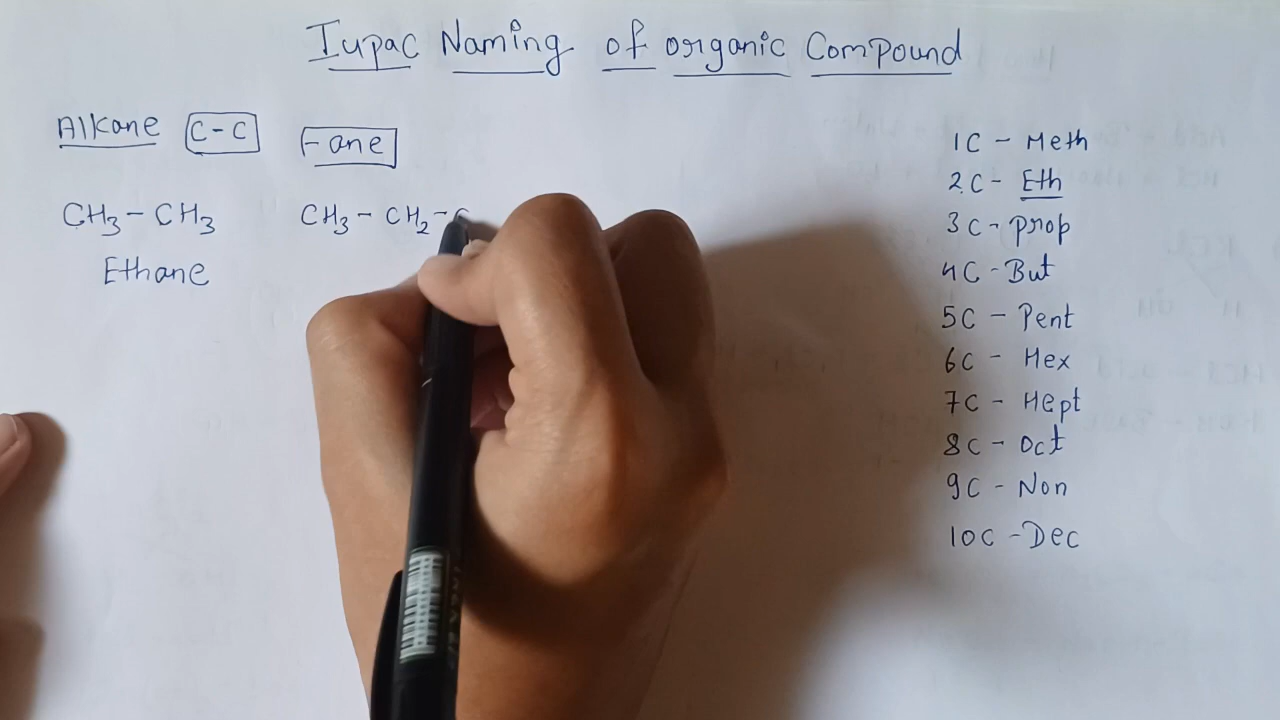 Iupac Naming of organic Compound
Alkane C-C - ane
CH3 - CH3
Ethane
CH3 - CH2 - C
1C - Meth
2C - Eth
3C - Prop
4C - But
5C - Pent
6C - Hex
7C - Hept
8C - Oct
9C - Non
10C - Dec